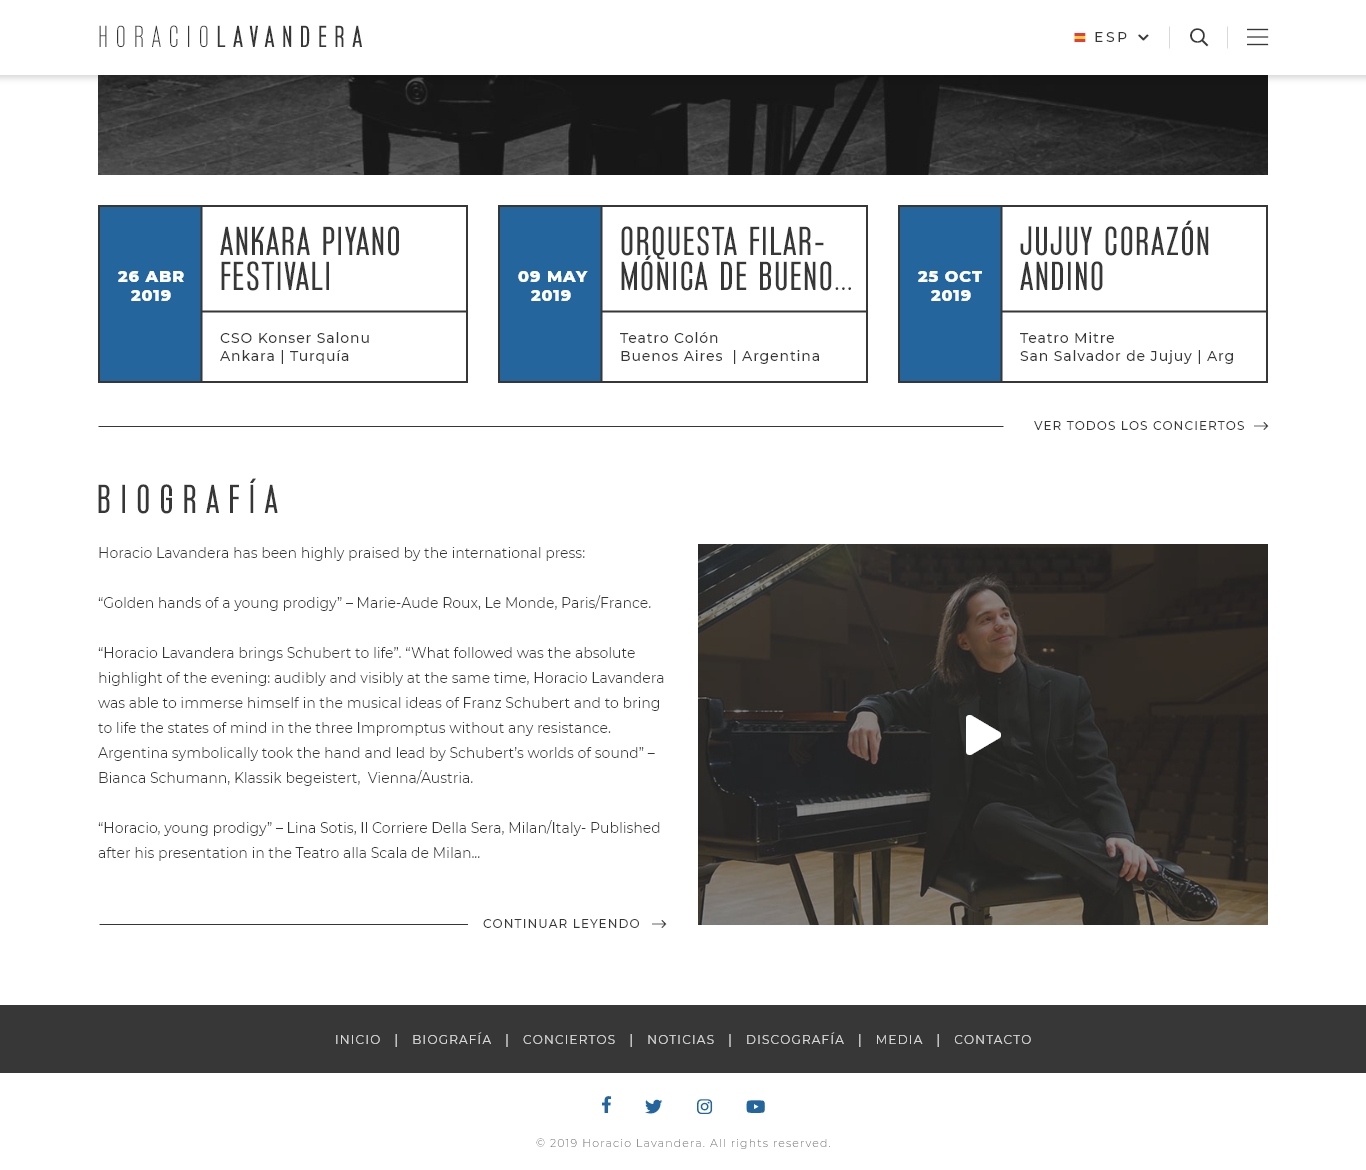 HORACIOLAVANDERA
ESP
26 ABR
2019
ANKARA PIYANO
FESTIVALI
CSO Konser Salonu
Ankara | Turquía
09 MAY
2019
ORQUESTA FILAR-
MÓNICA DE BUENO...
Teatro Colón
Buenos Aires  | Argentina
25 OCT
2019
JUJUY CORAZÓN
ANDINO
Teatro Mitre
San Salvador de Jujuy | Arg
VER TODOS LOS CONCIERTOS
BIOGRAFÍA
Horacio Lavandera has been highly praised by the international press:
“Golden hands of a young prodigy” – Marie-Aude Roux, Le Monde, Paris/France.
“Horacio Lavandera brings Schubert to life”. “What followed was the absolute
highlight of the evening: audibly and visibly at the same time, Horacio Lavandera
was able to immerse himself in the musical ideas of Franz Schubert and to bring
to life the states of mind in the three Impromptus without any resistance.
Argentina symbolically took the hand and lead by Schubert’s worlds of sound” –
Bianca Schumann, Klassik begeistert,  Vienna/Austria.
“Horacio, young prodigy” – Lina Sotis, Il Corriere Della Sera, Milan/Italy- Published
after his presentation in the Teatro alla Scala de Milan...
CONTINUAR LEYENDO
INICIO | BIOGRAFÍA | CONCIERTOS | NOTICIAS | DISCOGRAFÍA | MEDIA | CONTACTO
© 2019 Horacio Lavandera. All rights reserved.